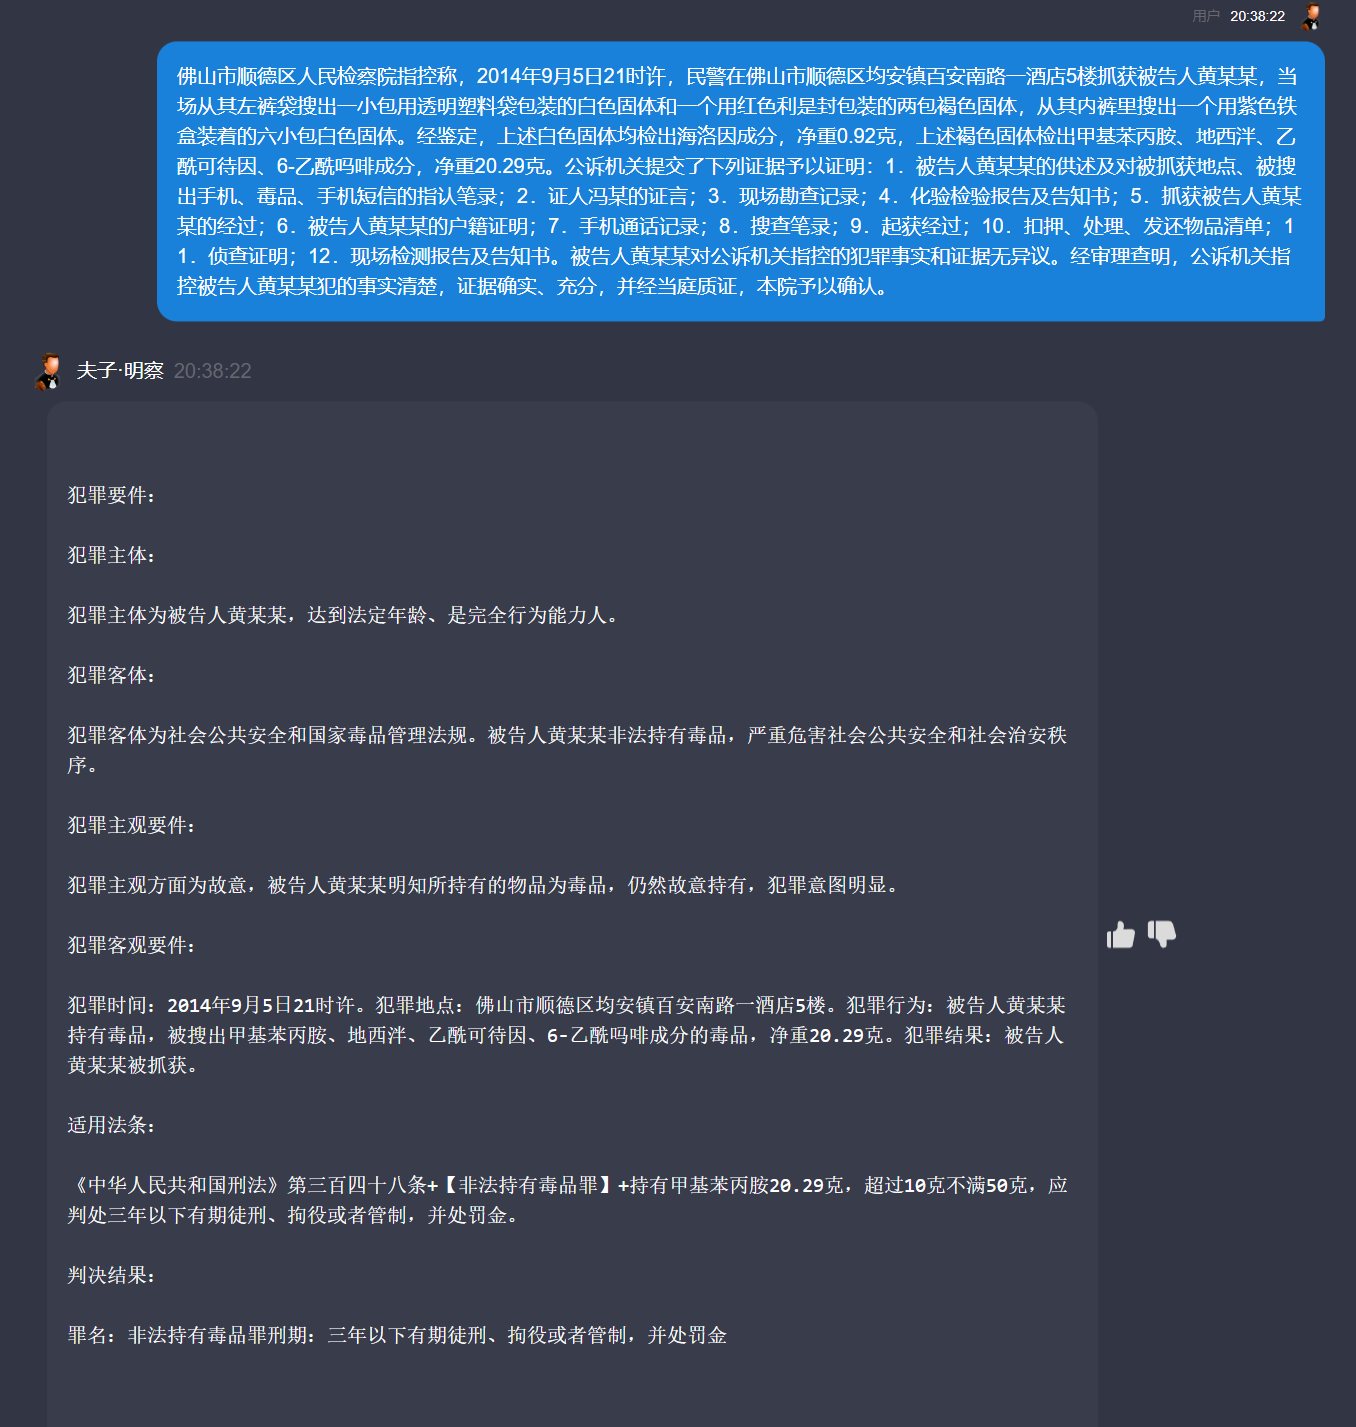 用户 20:38:22
佛山市顺德区人民检察院指控称，2014年9月5日21时许，民警在佛山市顺德区均安镇百安南路一酒店5楼抓获被告人黄某某，当
场从其左裤袋搜出一小包用透明塑料袋包装的白色固体和一个用红色利是封包装的两包褐色固体，从其内裤里搜出一个用紫色铁
盒装着的六小包白色固体。经鉴定，上述白色固体均检出海洛因成分，净重0.92克，上述褐色固体检出甲基苯丙胺、地西泮、乙
酰可待因、6-乙酰吗啡成分，净重20.29克。公诉机关提交了下列证据予以证明：1．被告人黄某某的供述及对被抓获地点、被搜
出手机、毒品、手机短信的指认笔录；2．证人冯某的证言；3．现场勘查记录；4．化验检验报告及告知书；5．抓获被告人黄某
某的经过；6．被告人黄某某的户籍证明；7．手机通话记录；8．搜查笔录；9．起获经过；10．扣押、处理、发还物品清单；1
1．侦查证明；12．现场检测报告及告知书。被告人黄某某对公诉机关指控的犯罪事实和证据无异议。经审理查明，公诉机关指
控被告人黄某某犯的事实清楚，证据确实、充分，并经当庭质证，本院予以确认。
夫子·明察 20:38:22
犯罪要件：
犯罪主体：
犯罪主体为被告人黄某某，达到法定年龄、是完全行为能力人。
犯罪客体：
犯罪客体为社会公共安全和国家毒品管理法规。被告人黄某某非法持有毒品，严重危害社会公共安全和社会治安秩
序。
犯罪主观要件：
犯罪主观方面为故意，被告人黄某某明知所持有的物品为毒品，仍然故意持有，犯罪意图明显。
犯罪客观要件：
犯罪时间：2014年9月5日21时许。犯罪地点：佛山市顺德区均安镇百安南路一酒店5楼。犯罪行为：被告人黄某某
持有毒品，被搜出甲基苯丙胺、地西泮、乙酰可待因、6-乙酰吗啡成分的毒品，净重20.29克。犯罪结果：被告人
黄某某被抓获。
适用法条：
《中华人民共和国刑法》第三百四十八条+【非法持有毒品罪】+持有甲基苯丙胺20.29克，超过10克不满50克，应
判处三年以下有期徒刑、拘役或者管制，并处罚金。
判决结果：
罪名：非法持有毒品罪刑期：三年以下有期徒刑、拘役或者管制，并处罚金